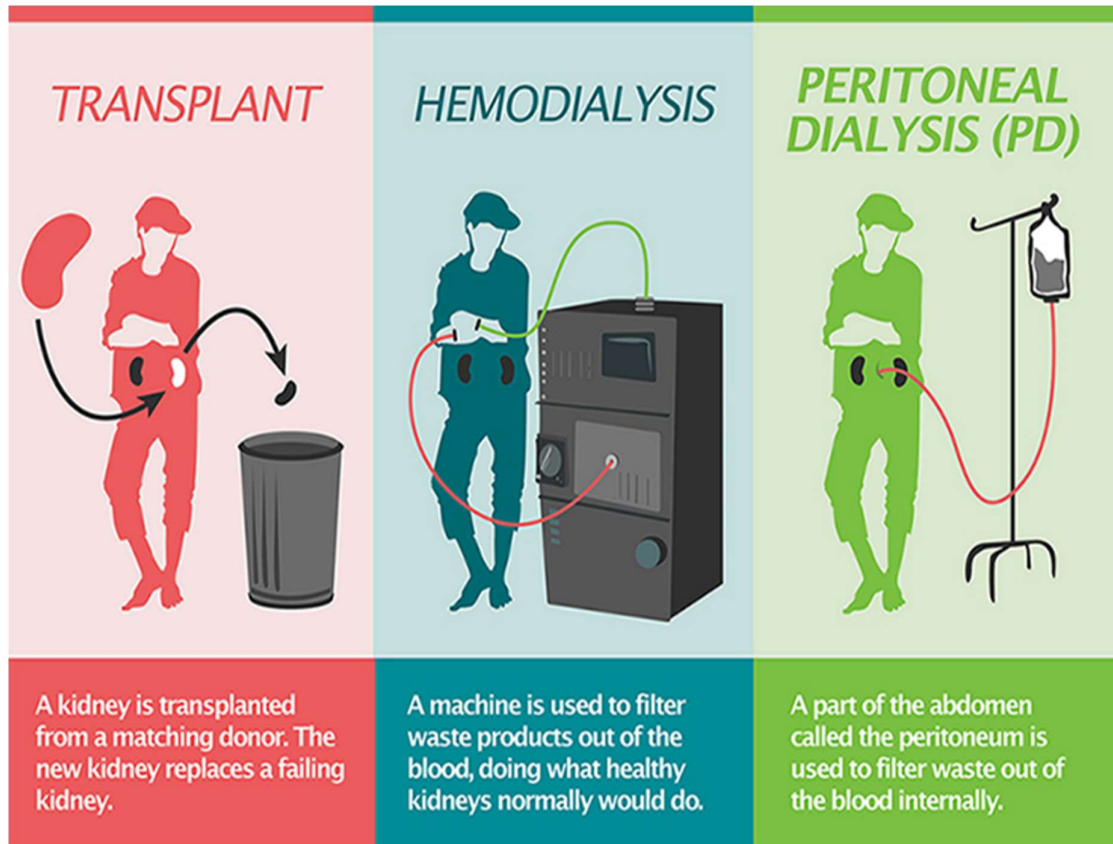 TRANSPLANT
A kidney is transplanted
from a matching donor. The
new kidney replaces a failing
kidney.
HEMODIALYSIS
A machine is used to filter
waste products out of the
blood, doing what healthy
kidneys normally would do.
PERITONEAL
DIALYSIS (PD)
A part of the abdomen
called the peritoneum is
used to filter waste out of
the blood internally.